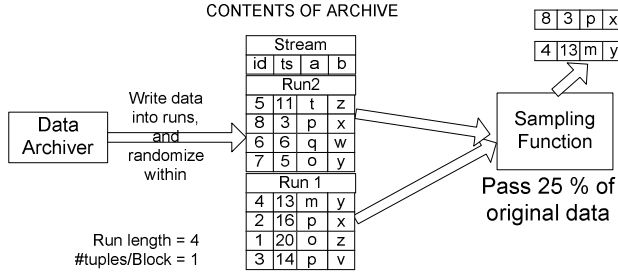 CONTENTS OF ARCHIVE
8 3 p x
4 13 m y
Stream
id ts a b
Run2
5 11 t z
8 3 p x
6 6 q w
7 5 o y
Run 1
4 13 m y
2 16 p x
1 20 o z
3 14 p v
Data
Archiver
Write data
into runs,
and
randomize
within
Run length = 4
#tuples/Block = 1
Sampling
Function
Pass 25 % of
original data